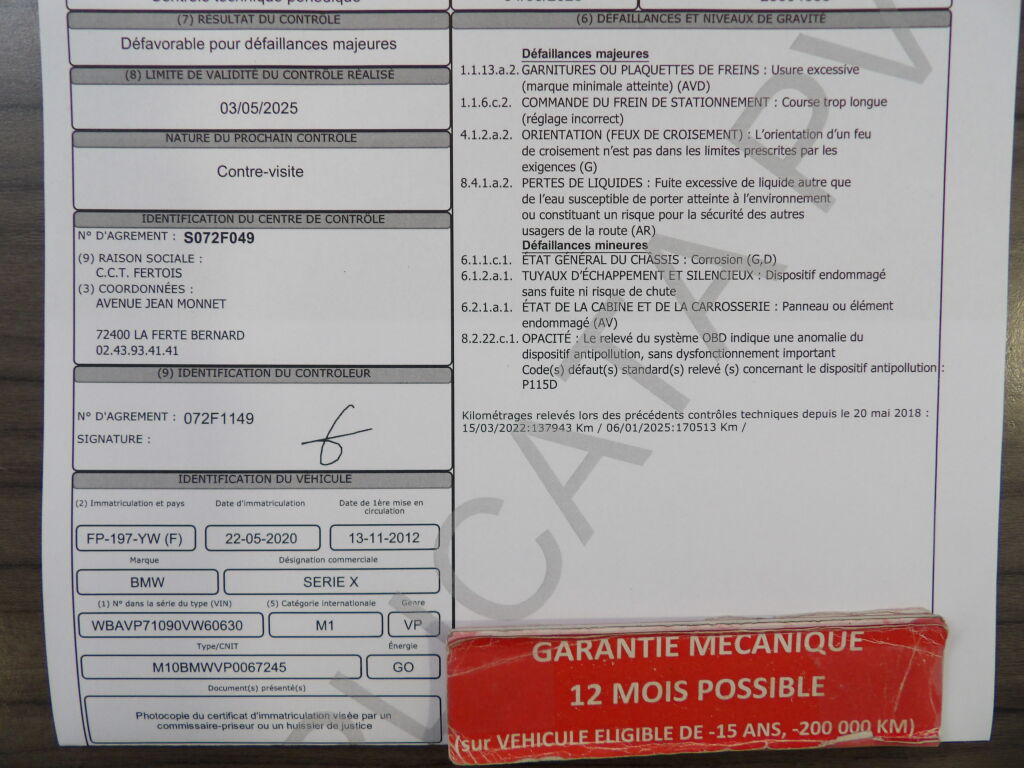 (7) RÉSULTAT DU CONTRÔLE
Défavorable pour défaillances majeures
(8) LIMITE DE VALIDITÉ DU CONTRÔLE RÉALISÉ
03/05/2025
NATURE DU PROCHAIN CONTRÔLE
Contre-visite
IDENTIFICATION DU CENTRE DE CONTRÔLE
N° D'AGREMENT : S072F049
(9) RAISON SOCIALE :
C.C.T. FERTOIS
(3) COORDONNÉES :
AVENUE JEAN MONNET
72400 LA FERTE BERNARD
02.43.93.41.41
(9) IDENTIFICATION DU CONTRÔLEUR
N° D'AGREMENT : 072F1149
SIGNATURE :
IDENTIFICATION DU VÉHICULE
(2) Immatriculation et pays Date d'immatriculation Date de 1ère mise en
circulation
FP-197-YW (F) 22-05-2020 13-11-2012
Marque Désignation commerciale
BMW SERIE X
(1) N° dans la série du type (VIN) (5) Catégorie internationale Genre
WBAVP71090VW60630 M1 VP
Type/CNIT Énergie
M10BMWVP0067245 GO
Document(s) présenté(s)
Photocopie du certificat d'immatriculation visée par un
commissaire-priseur ou un huissier de justice
(6) DÉFAILLANCES ET NIVEAUX DE GRAVITÉ
Défaillances majeures
1.1.13.a.2. GARNITURES OU PLAQUETTES DE FREINS : Usure excessive
(marque minimale atteinte) (AVD)
1.1.6.c.2. COMMANDE DU FREIN DE STATIONNEMENT : Course trop longue
(réglage incorrect)
4.1.2.a.2. ORIENTATION (FEUX DE CROISEMENT) : L'orientation d'un feu
de croisement n'est pas dans les limites prescrites par les
exigences (G)
8.4.1.a.2. PERTES DE LIQUIDES : Fuite excessive de liquide autre que
de l'eau susceptible de porter atteinte à l'environnement
ou constituant un risque pour la sécurité des autres
usagers de la route (AR)
Défaillances mineures
6.1.1.c.1. ÉTAT GÉNÉRAL DU CHÂSSIS : Corrosion (G,D)
6.1.2.a.1. TUYAUX D'ÉCHAPPEMENT ET SILENCIEUX : Dispositif endommagé
sans fuite ni risque de chute
6.2.1.a.1. ÉTAT DE LA CABINE ET DE LA CARROSSERIE : Panneau ou élément
endommagé (AV)
8.2.22.c.1. OPACITÉ : Le relevé du système OBD indique une anomalie du
dispositif antipollution, sans dysfonctionnement important
Code(s) défaut(s) standard(s) relevé (s) concernant le dispositif antipollution :
P115D
Kilométrages relevés lors des précédents contrôles techniques depuis le 20 mai 2018 :
15/03/2022:137943 Km / 06/01/2025:170513 Km /
GARANTIE MECANIQUE
12 MOIS POSSIBLE
(sur VEHICULE ELIGIBLE DE -15 ANS, -200 000 KM)